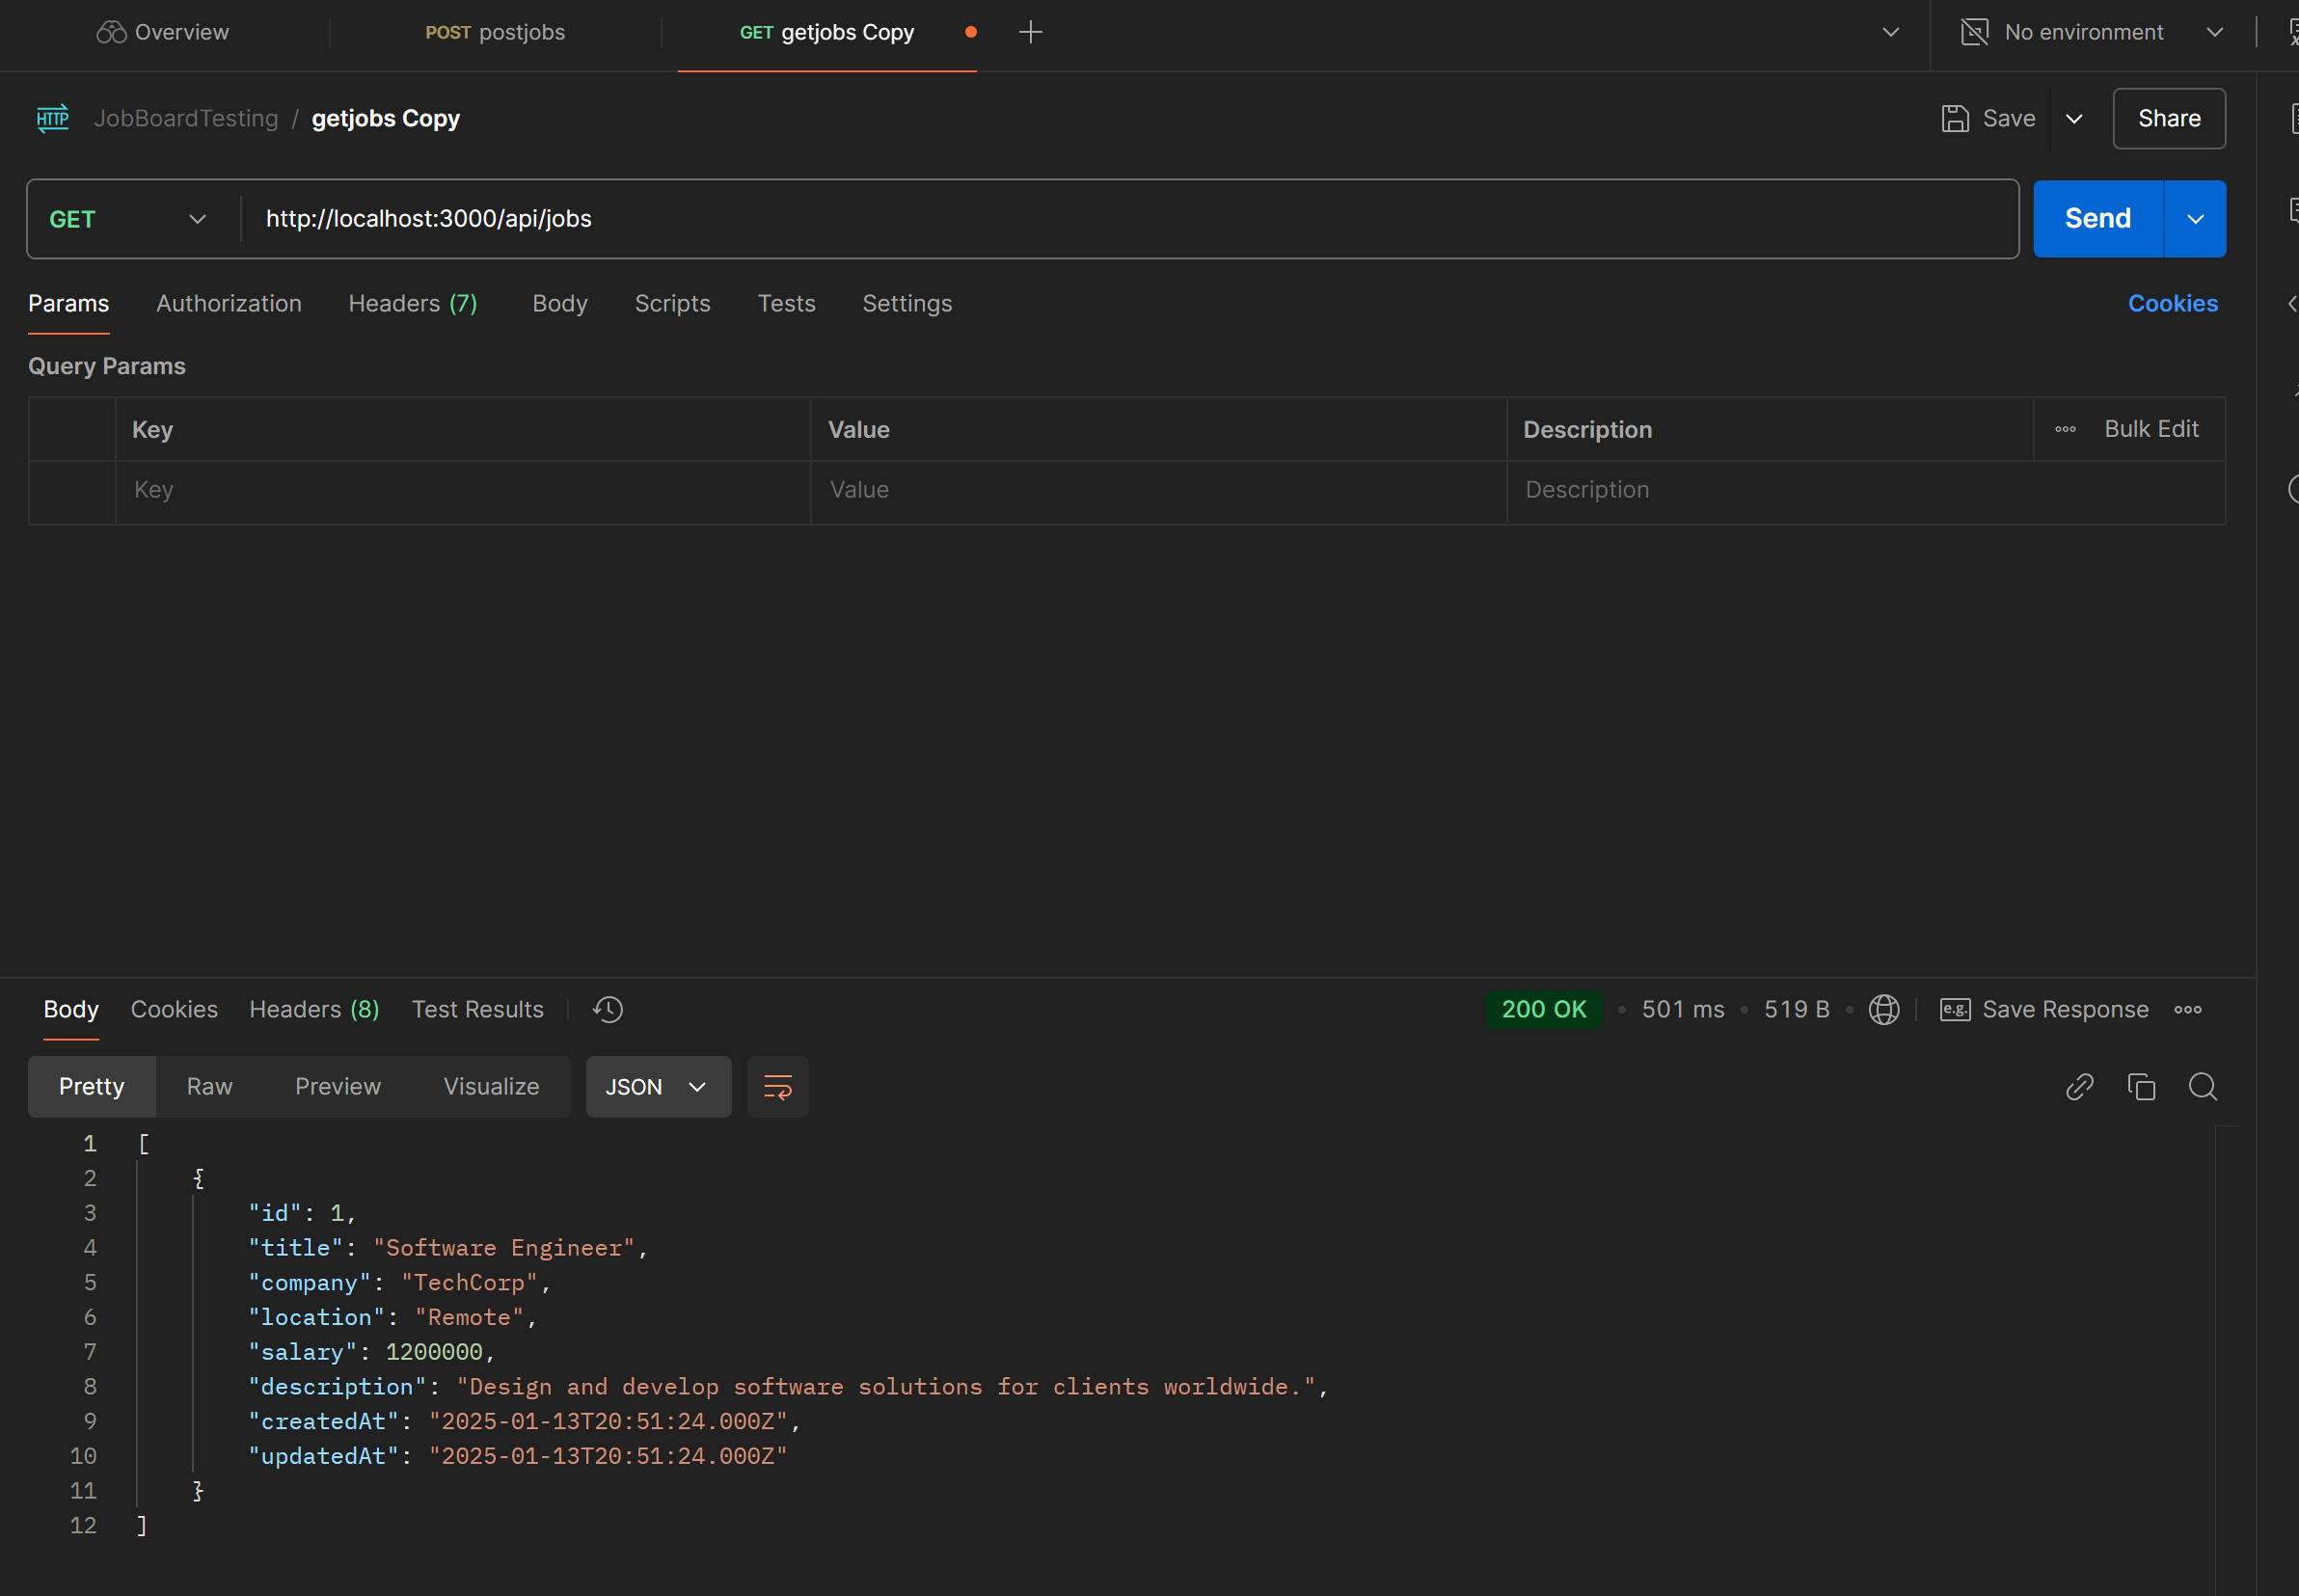 Overview POST postjobs GET getjobs Copy No environment
HTTP JobBoardTesting / getjobs Copy Save Share
GET http://localhost:3000/api/jobs Send
Params Authorization Headers (7) Body Scripts Tests Settings Cookies
Query Params
Key Value Description Bulk Edit
Key Value Description
Body Cookies Headers (8) Test Results 200 OK 501 ms 519 B e.g. Save Response
Pretty Raw Preview Visualize JSON
1 [
2 {
3 "id": 1,
4 "title": "Software Engineer",
5 "company": "TechCorp",
6 "location": "Remote",
7 "salary": 1200000,
8 "description": "Design and develop software solutions for clients worldwide.",
9 "createdAt": "2025-01-13T20:51:24.000Z",
10 "updatedAt": "2025-01-13T20:51:24.000Z"
11 }
12 ]